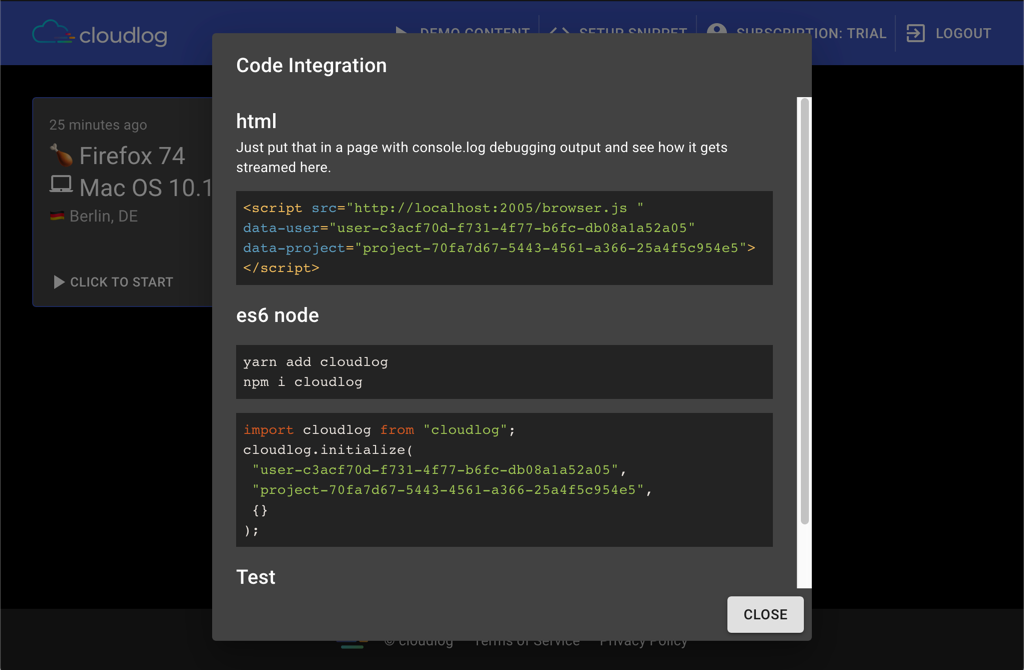 cloudlog
DEMO CONTENT
SETUP SNIPPET
SUBSCRIPTION: TRIAL
LOGOUT
25 minutes ago
Firefox 74
Mac OS 10.1
Berlin, DE
CLICK TO START
Code Integration
html
Just put that in a page with console.log debugging output and see how it gets
streamed here.
<script src="http://localhost:2005/browser.js "
data-user="user-c3acf70d-f731-4f77-b6fc-db08a1a52a05"
data-project="project-70fa7d67-5443-4561-a366-25a4f5c954e5">
</script>
es6 node
yarn add cloudlog
npm i cloudlog
import cloudlog from "cloudlog";
cloudlog.initialize(
"user-c3acf70d-f731-4f77-b6fc-db08a1a52a05",
"project-70fa7d67-5443-4561-a366-25a4f5c954e5",
{}
);
Test
CLOSE
© cloudlog
Terms of Service
Privacy Policy